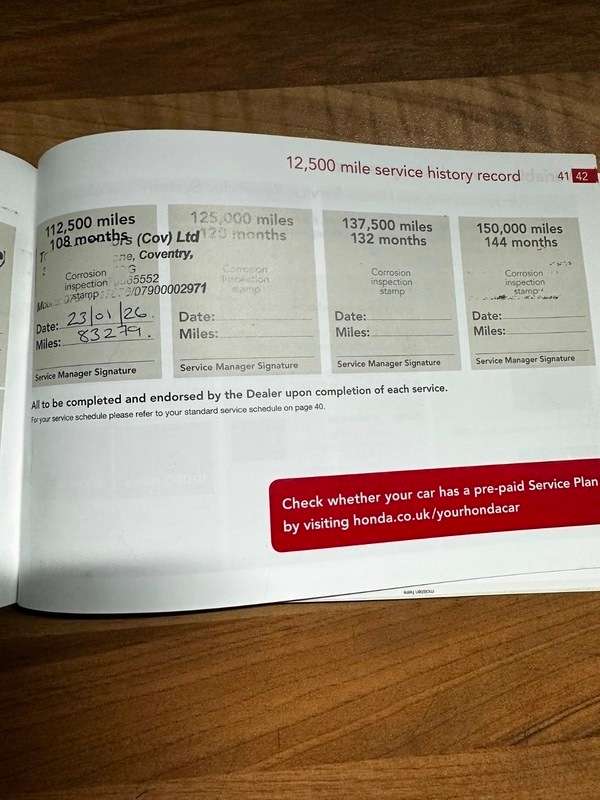 12,500 mile service history record 41 42
112,500 miles
108 months
(Cov) Ltd
Coventry,
Corrosion
inspection
stamp
/07900002971
Date: 23/01/26
Miles: 83279.
Service Manager Signature
125,000 miles
120 months
Corrosion
inspection
stamp
Date:
Miles:
Service Manager Signature
137,500 miles
132 months
Corrosion
inspection
stamp
Date:
Miles:
Service Manager Signature
150,000 miles
144 months
Corrosion
inspection
stamp
Date:
Miles:
Service Manager Signature
All to be completed and endorsed by the Dealer upon completion of each service.
For your service schedule please refer to your standard service schedule on page 40.
Check whether your car has a pre-paid Service Plan
by visiting honda.co.uk/yourhondacar